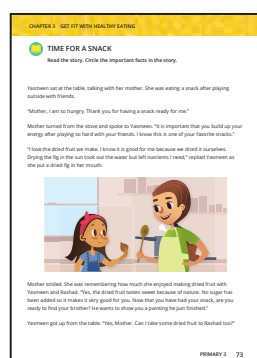 CHAPTER 3 GET FIT WITH HEALTHY EATING
TIME FOR A SNACK
Read the story. Circle the important facts in the story.
Yasmeen sat at the table, talking with her mother. She was eating a snack after playing
outside with friends.
"Mother, I am so hungry. Thank you for having a snack ready for me."
Mother turned from the stove and spoke to Yasmeen. "It is important that you build up your
energy after playing so hard with your friends. I know this is one of your favorite snacks."
"I love the dried fruit we make. I know it is good for me because we dried it ourselves.
Drying the fig in the sun took out the water but left nutrients I need," replied Yasmeen as
she put a dried fig in her mouth.
Mother smiled. She was remembering how much she enjoyed making dried fruit with
Yasmeen and Rashad. "Yes, the dried fruit tastes sweet because of nature. No sugar has
been added so it makes it very good for you. Now that you have had your snack, are you
ready to find your brother? He wants to show you a painting he just finished."
Yasmeen got up from the table. "Yes, Mother. Can I take some dried fruit to Rashad too?"
PRIMARY 3 73